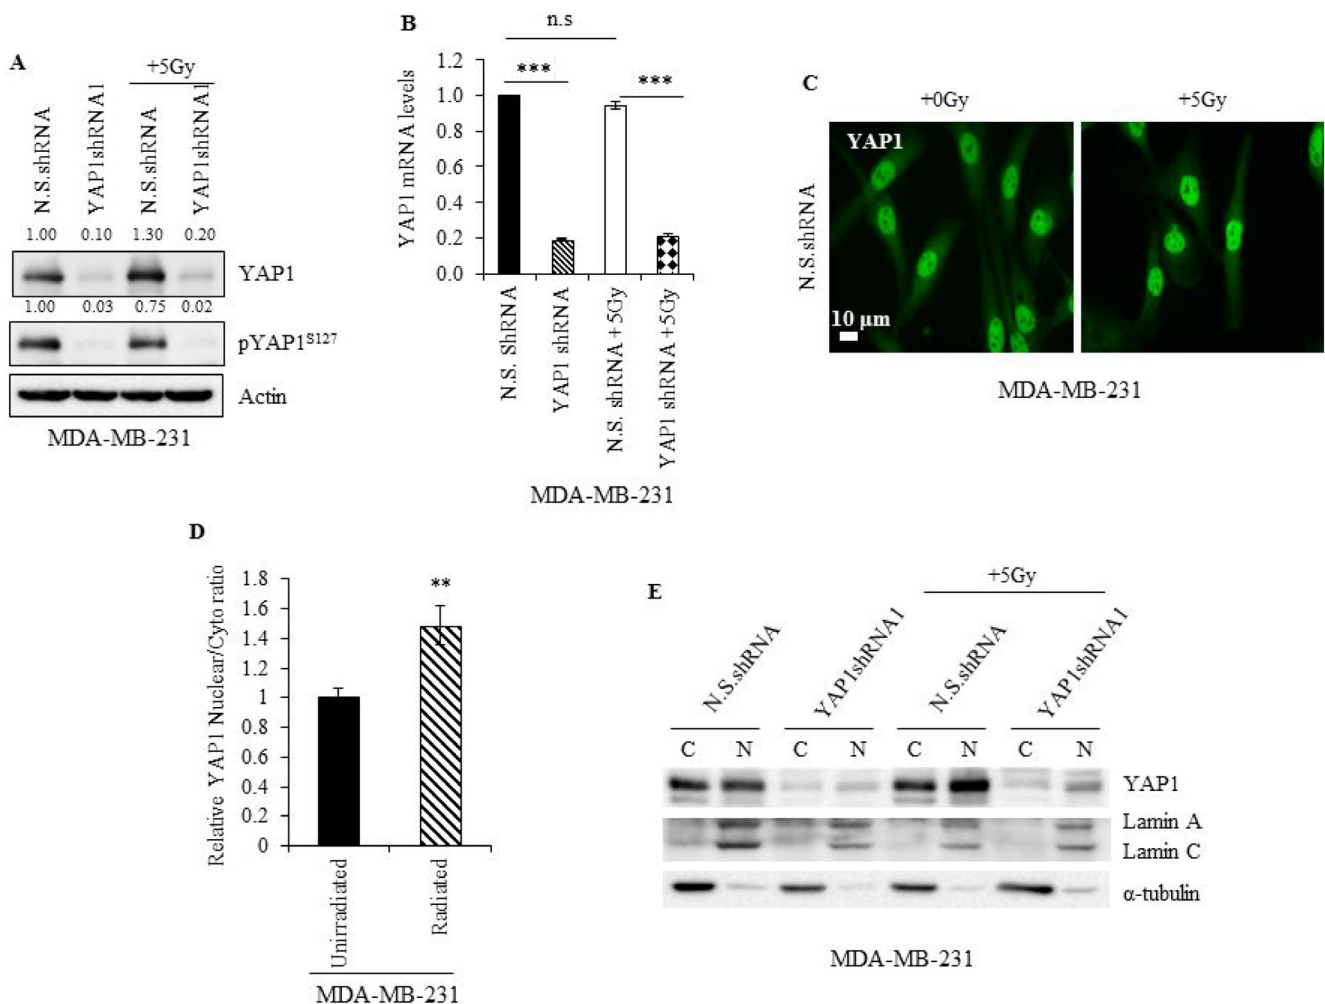 A
+5Gy
N.S.shRNA
YAP1shRNA1
N.S.shRNA
YAP1shRNA1
1.00 0.10 1.30 0.20
YAP1
1.00 0.03 0.75 0.02
pYAP1S127
Actin
MDA-MB-231
B
n.s
*** ***
YAP1 mRNA levels
1.2
1.0
0.8
0.6
0.4
0.2
0.0
N.S. ShRNA
YAP1 shRNA
N.S. shRNA+5Gy
YAP1 shRNA+5Gy
MDA-MB-231
C
+0Gy +5Gy
N.S.shRNA
YAP1
10 µm
MDA-MB-231
D
Relative YAP1 Nuclear/Cyto ratio
1.8
1.6
1.4
1.2
1
0.8
0.6
0.4
0.2
0
**
Unirradiated
Radiated
MDA-MB-231
E
+5Gy
N.S.shRNA
YAP1shRNA1
N.S.shRNA
YAP1shRNA1
C N C N C N C N
YAP1
Lamin A
Lamin C
α-tubulin
MDA-MB-231